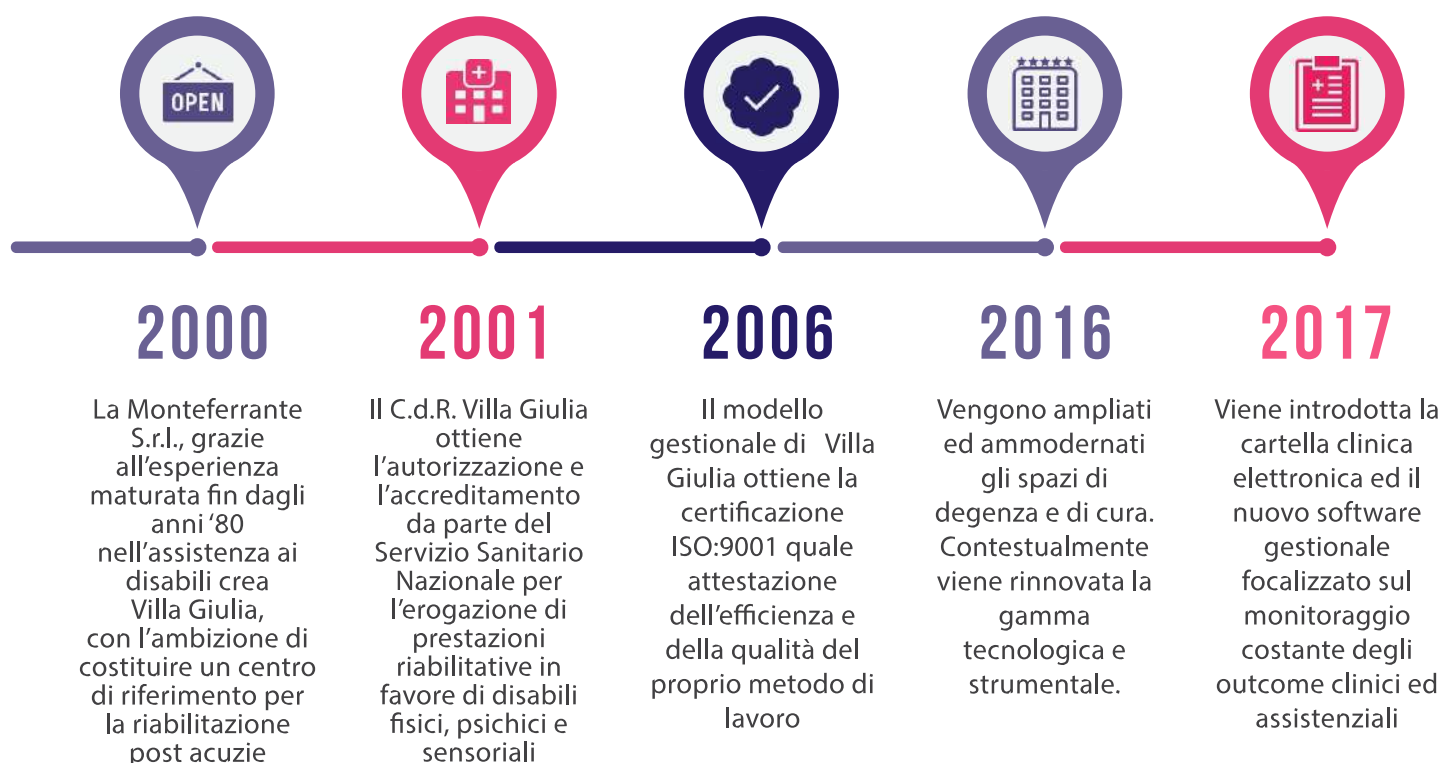 OPEN
2000
La Monteferrante
S.r.l., grazie
all'esperienza
maturata fin dagli
anni '80
nell'assistenza ai
disabili crea
Villa Giulia,
con l'ambizione di
costituire un centro
di riferimento per
la riabilitazione
post acuzie
2001
Il C.d.R. Villa Giulia
ottiene
l'autorizzazione e
l'accreditamento
da parte del
Servizio Sanitario
Nazionale per
l'erogazione di
prestazioni
riabilitative in
favore di disabili
fisici, psichici e
sensoriali
2006
Il modello
gestionale di Villa
Giulia ottiene la
certificazione
ISO:9001 quale
attestazione
dell'efficienza e
della qualità del
proprio metodo di
lavoro
2016
Vengono ampliati
ed ammodernati
gli spazi di
degenza e di cura.
Contestualmente
viene rinnovata la
gamma
tecnologica e
strumentale.
2017
Viene introdotta la
cartella clinica
elettronica ed il
nuovo software
gestionale
focalizzato sul
monitoraggio
costante degli
outcome clinici ed
assistenziali